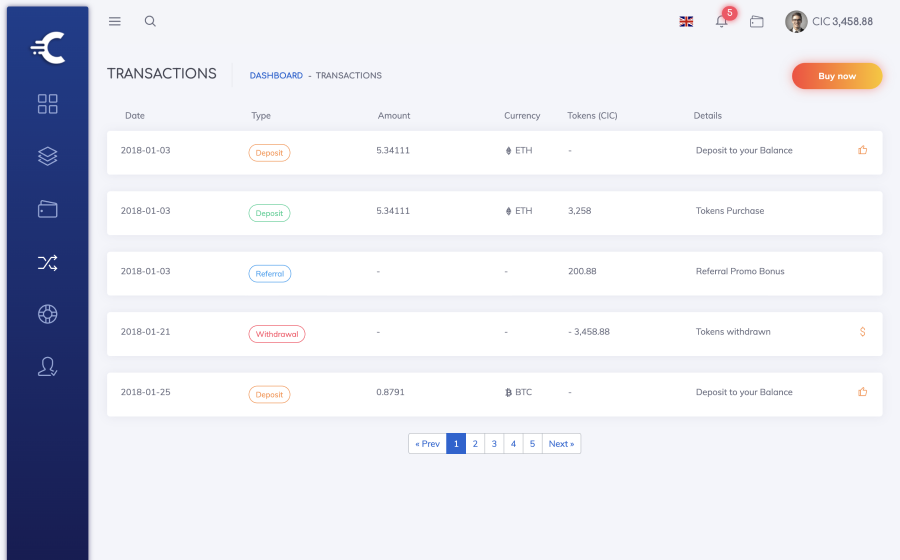 5
CIC 3,458.88
TRANSACTIONS
DASHBOARD - TRANSACTIONS
Buy now
Date Type Amount Currency Tokens (CIC) Details
2018-01-03 Deposit 5.34111 ETH - Deposit to your Balance
2018-01-03 Deposit 5.34111 ETH 3,258 Tokens Purchase
2018-01-03 Referral - - 200.88 Referral Promo Bonus
2018-01-21 Withdrawal - - - 3,458.88 Tokens withdrawn $
2018-01-25 Deposit 0.8791 BTC - Deposit to your Balance
« Prev 1 2 3 4 5 Next »